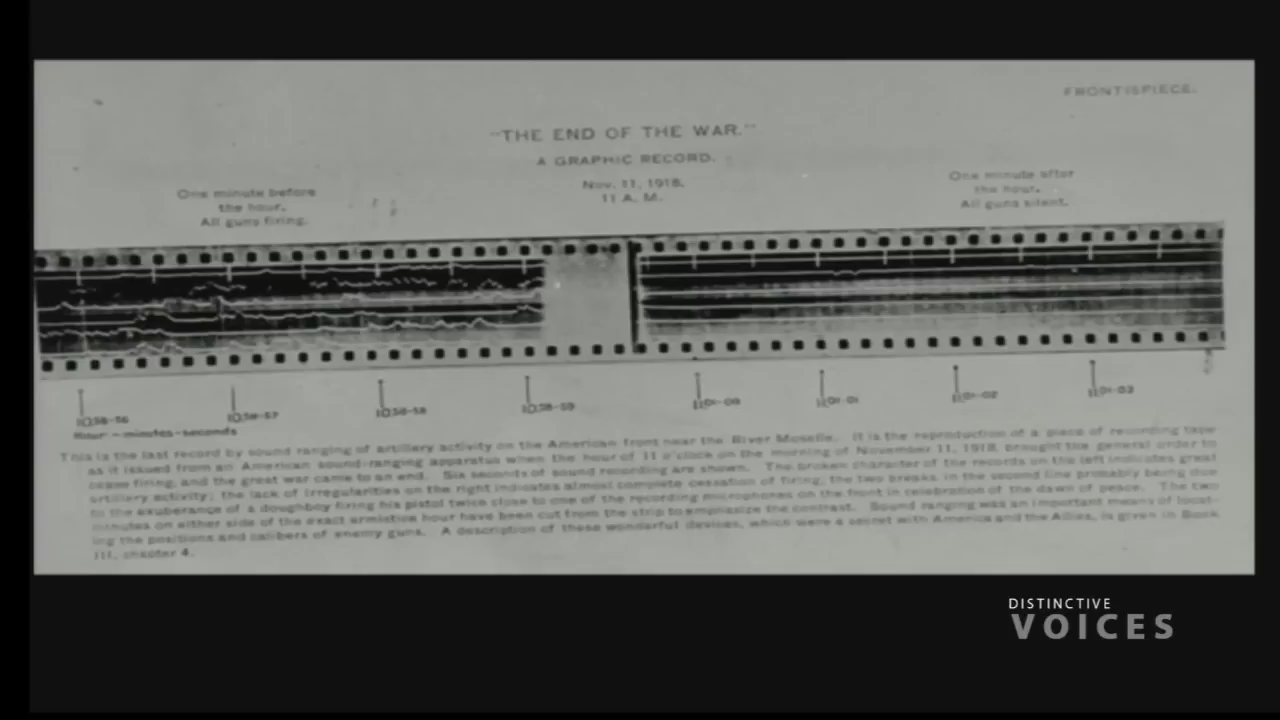 FRONTISPIECE.
"THE END OF THE WAR."
A GRAPHIC RECORD.
Nov. 11, 1918,
11 A. M.
One minute before
the hour.
All guns firing.
One minute after
the hour.
All guns silent.
10,58-56
10,58-57
10,58-58
10,58-59
11,01-00
11,01-01
11,01-02
11,01-03
Hour - minutes-seconds
This is the last record by sound ranging of artillery activity on the American front near the River Moselle. It is the reproduction of a piece of recording tape
as it issued from an American sound-ranging apparatus when the hour of 11 o'clock on the morning of November 11, 1918, brought the general order to
cease firing, and the great war came to an end. Six seconds of sound recording are shown. The broken character of the records on the left indicates great
artillery activity; the lack of irregularities on the right indicates almost complete cessation of firing, the two breaks in the second line probably being due
to the exuberance of a doughboy firing his pistol twice close to one of the recording microphones on the front in celebration of the dawn of peace. The two
minutes on either side of the exact armistice hour have been cut from the strip to emphasize the contrast. Sound ranging was an important means of locat-
ing the positions and calibers of enemy guns. A description of these wonderful devices, which were a secret with America and the Allies, is given in Book
III, chapter 4.
DISTINCTIVE
VOICES